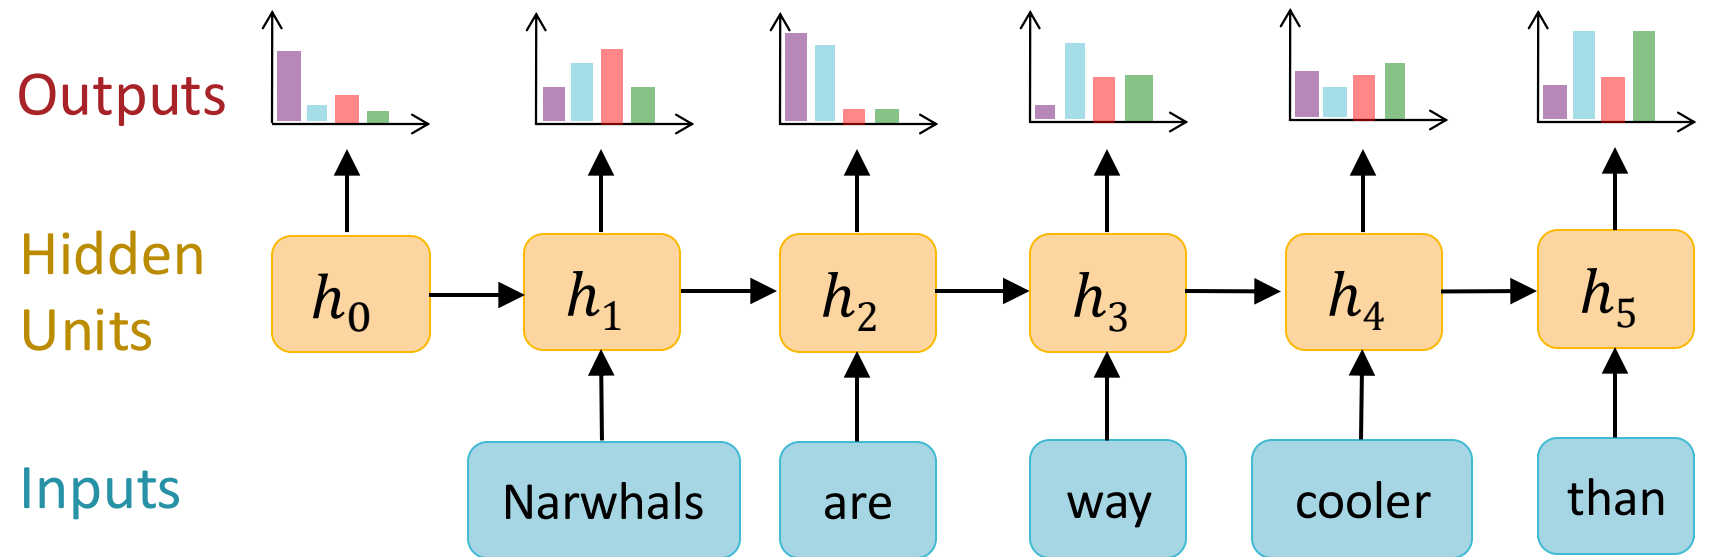 Outputs
Hidden
Units
h0
h1
h2
h3
h4
h5
Inputs
Narwhals
are
way
cooler
than